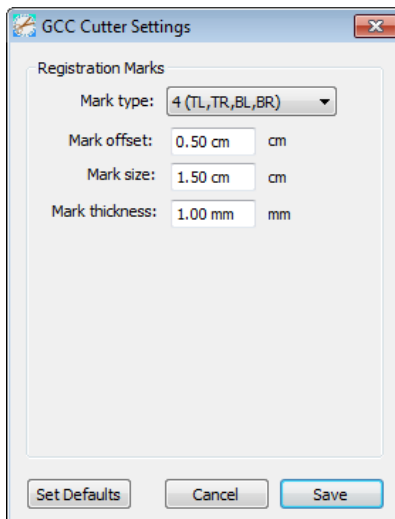 GCC Cutter Settings
Registration Marks
Mark type: 4 (TL,TR,BL,BR)
Mark offset: 0.50 cm cm
Mark size: 1.50 cm cm
Mark thickness: 1.00 mm mm
Set Defaults Cancel Save